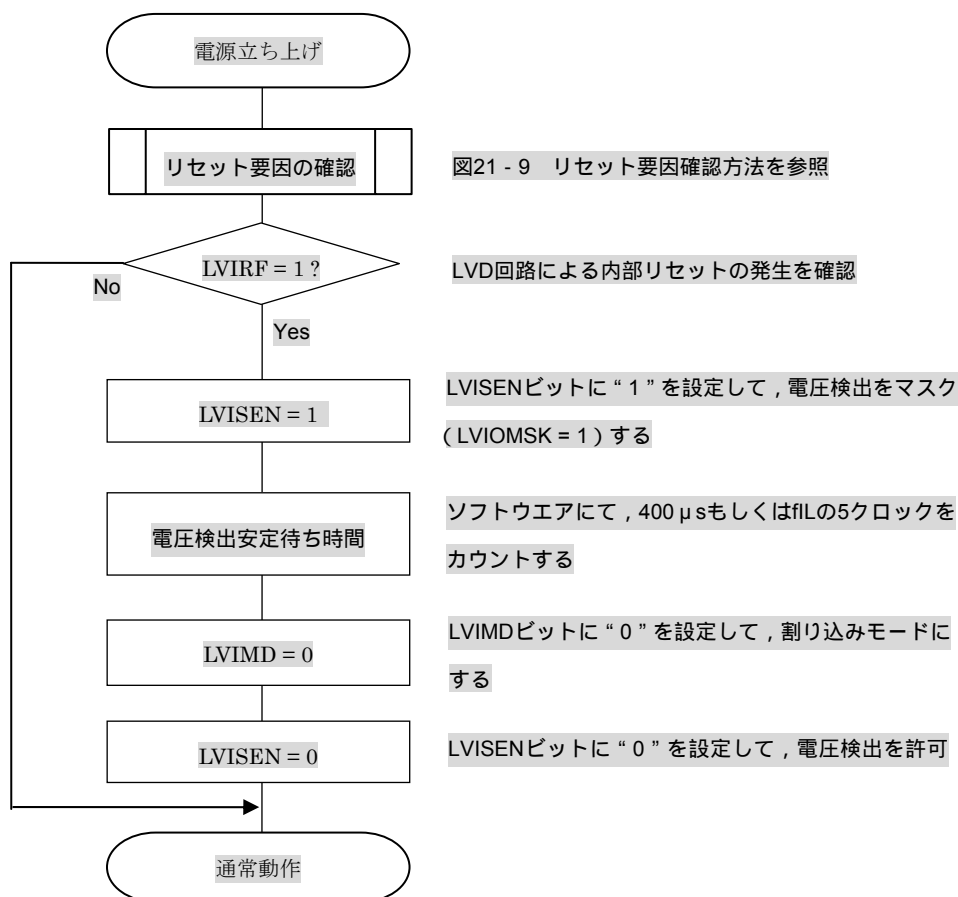 電源立ち上げ
リセット要因の確認
図21 - 9 リセット要因確認方法を参照
LVIRF = 1 ?
LVD回路による内部リセットの発生を確認
No
Yes
LVISEN = 1
LVISENビットに “ 1 ” を設定して , 電圧検出をマスク
( LVIOMSK = 1 ) する
電圧検出安定待ち時間
ソフトウエアにて , 400 μ sもしくはfILの5クロックを
カウントする
LVIMD = 0
LVIMDビットに “ 0 ” を設定して , 割り込みモードに
する
LVISEN = 0
LVISENビットに “ 0 ” を設定して , 電圧検出を許可
通常動作